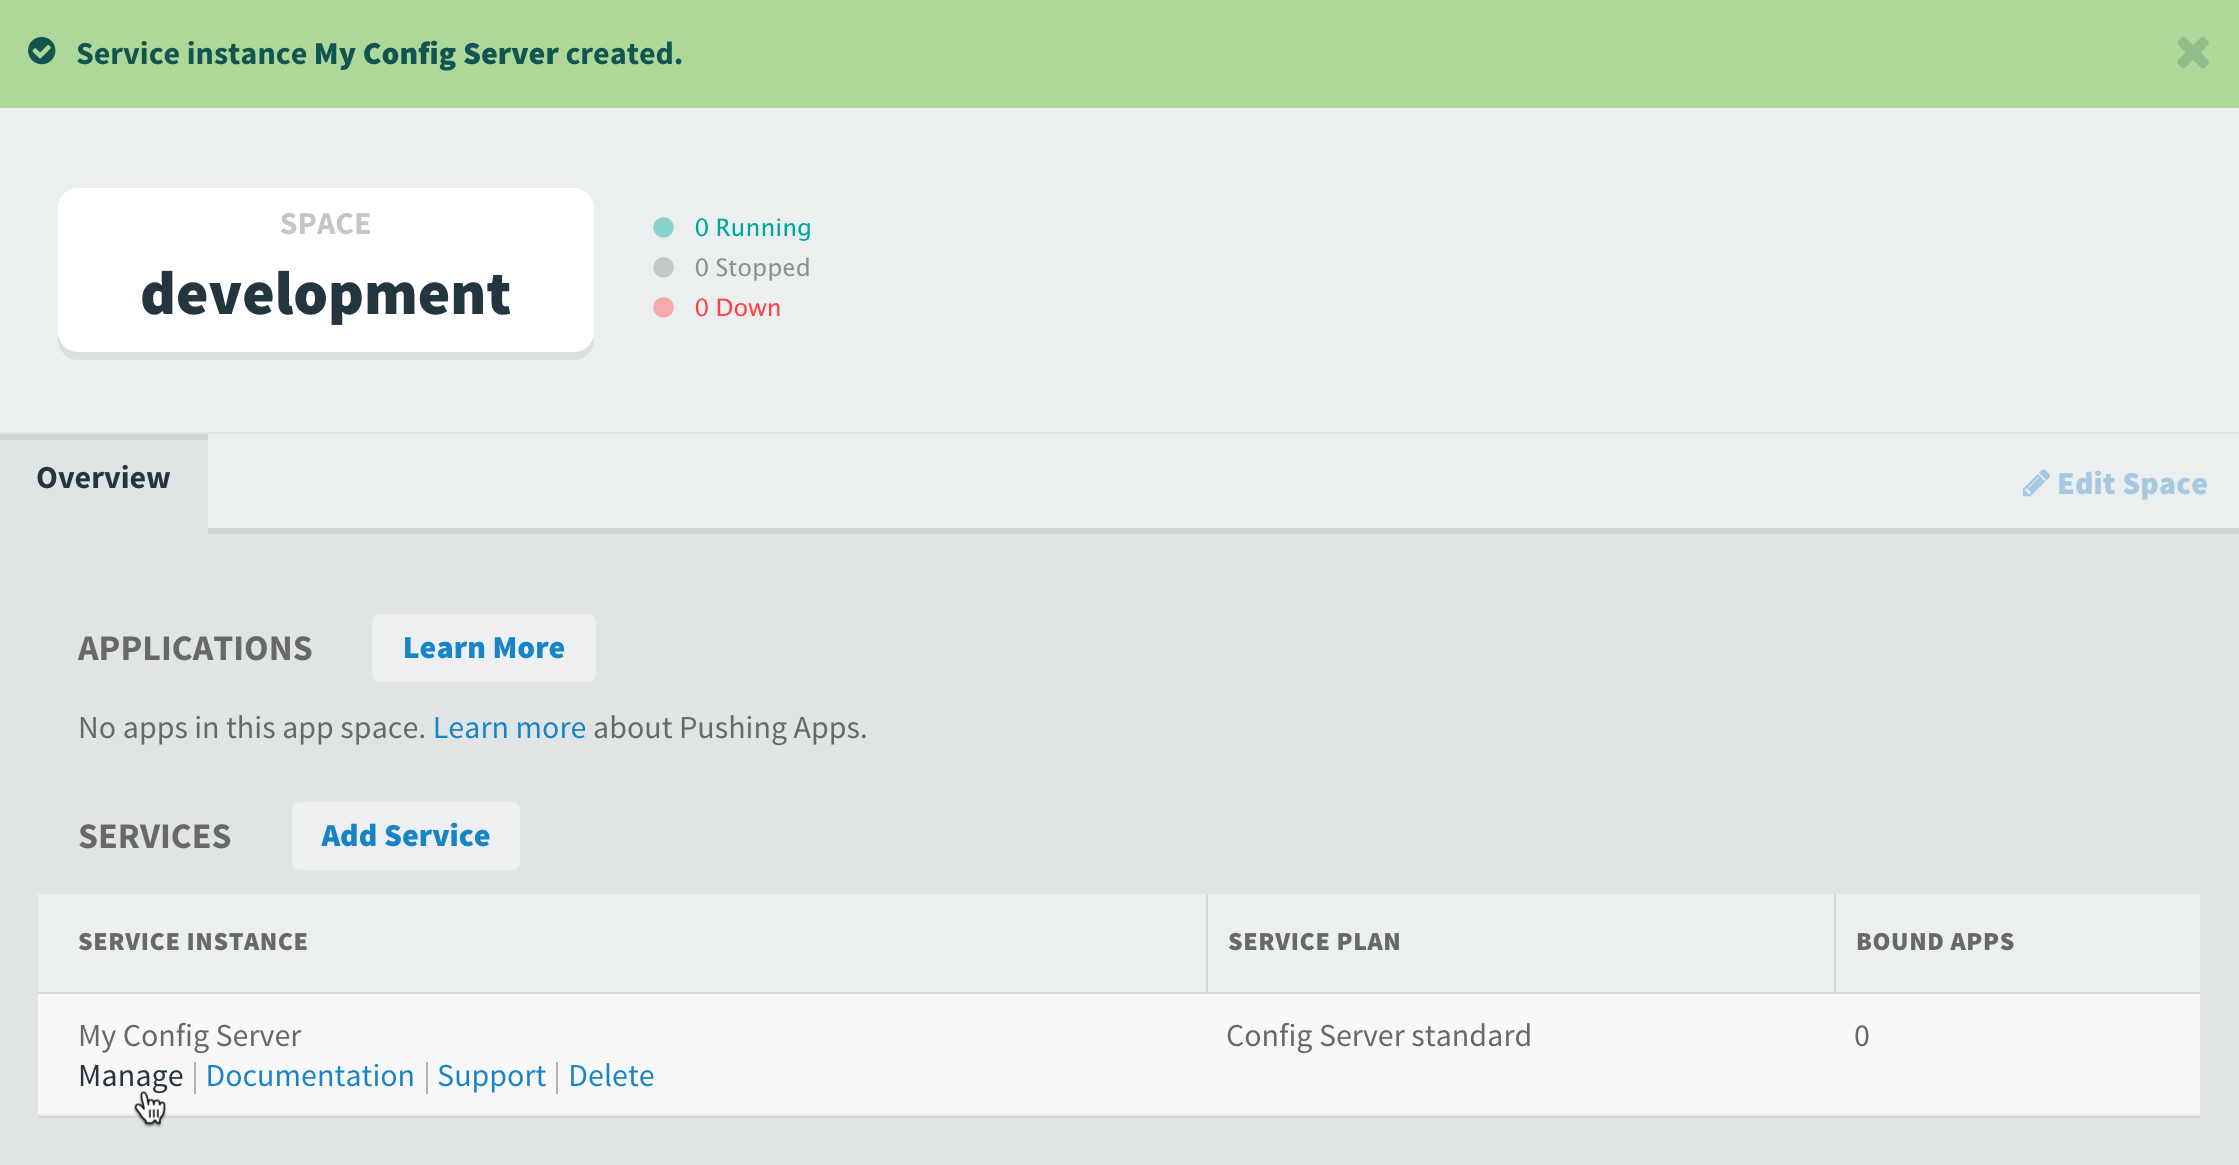 Service instance My Config Server created.
SPACE
development
0 Running
0 Stopped
0 Down
Overview
Edit Space
APPLICATIONS
Learn More
No apps in this app space. Learn more about Pushing Apps.
SERVICES
Add Service
SERVICE INSTANCE
SERVICE PLAN
BOUND APPS
My Config Server
Config Server standard
0
Manage | Documentation | Support | Delete